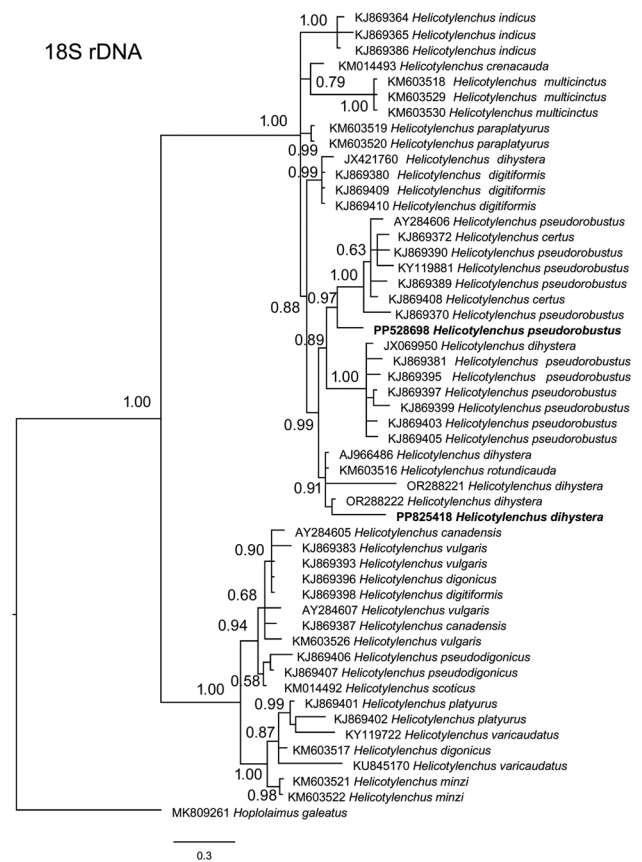 18S rDNA
1.00
KJ869364 Helicotylenchus indicus
KJ869365 Helicotylenchus indicus
KJ869386 Helicotylenchus indicus
KM014493 Helicotylenchus crenacauda
0.79
KM603518 Helicotylenchus multicinctus
KM603529 Helicotylenchus multicinctus
1.00
KM603530 Helicotylenchus multicinctus
1.00
KM603519 Helicotylenchus paraplatyurus
KM603520 Helicotylenchus paraplatyurus
0.99
JX421760 Helicotylenchus dihystera
0.99
KJ869380 Helicotylenchus digitiformis
KJ869409 Helicotylenchus digitiformis
KJ869410 Helicotylenchus digitiformis
AY284606 Helicotylenchus pseudorobustus
KJ869372 Helicotylenchus certus
0.63
KJ869390 Helicotylenchus pseudorobustus
KY119881 Helicotylenchus pseudorobustus
1.00
KJ869389 Helicotylenchus pseudorobustus
KJ869408 Helicotylenchus certus
0.97
0.88
KJ869370 Helicotylenchus pseudorobustus
PP528698 Helicotylenchus pseudorobustus
0.89
JX069950 Helicotylenchus dihystera
KJ869381 Helicotylenchus pseudorobustus
1.00
KJ869395 Helicotylenchus pseudorobustus
KJ869397 Helicotylenchus pseudorobustus
1.00
KJ869399 Helicotylenchus pseudorobustus
KJ869403 Helicotylenchus pseudorobustus
0.99
KJ869405 Helicotylenchus pseudorobustus
AJ966486 Helicotylenchus dihystera
KM603516 Helicotylenchus rotundicauda
OR288221 Helicotylenchus dihystera
0.91
OR288222 Helicotylenchus dihystera
PP825418 Helicotylenchus dihystera
AY284605 Helicotylenchus canadensis
0.90
KJ869383 Helicotylenchus vulgaris
KJ869393 Helicotylenchus vulgaris
KJ869396 Helicotylenchus digonicus
0.68
KJ869398 Helicotylenchus digitiformis
AY284607 Helicotylenchus vulgaris
0.94
KJ869387 Helicotylenchus canadensis
KM603526 Helicotylenchus vulgaris
KJ869406 Helicotylenchus pseudodigonicus
KJ869407 Helicotylenchus pseudodigonicus
0.58
1.00
KM014492 Helicotylenchus scoticus
0.99
KJ869401 Helicotylenchus platyurus
KJ869402 Helicotylenchus platyurus
0.87
KY119722 Helicotylenchus varicaudatus
KM603517 Helicotylenchus digonicus
KU845170 Helicotylenchus varicaudatus
1.00
KM603521 Helicotylenchus minzi
0.98
KM603522 Helicotylenchus minzi
MK809261 Hoplolaimus galeatus
0.3